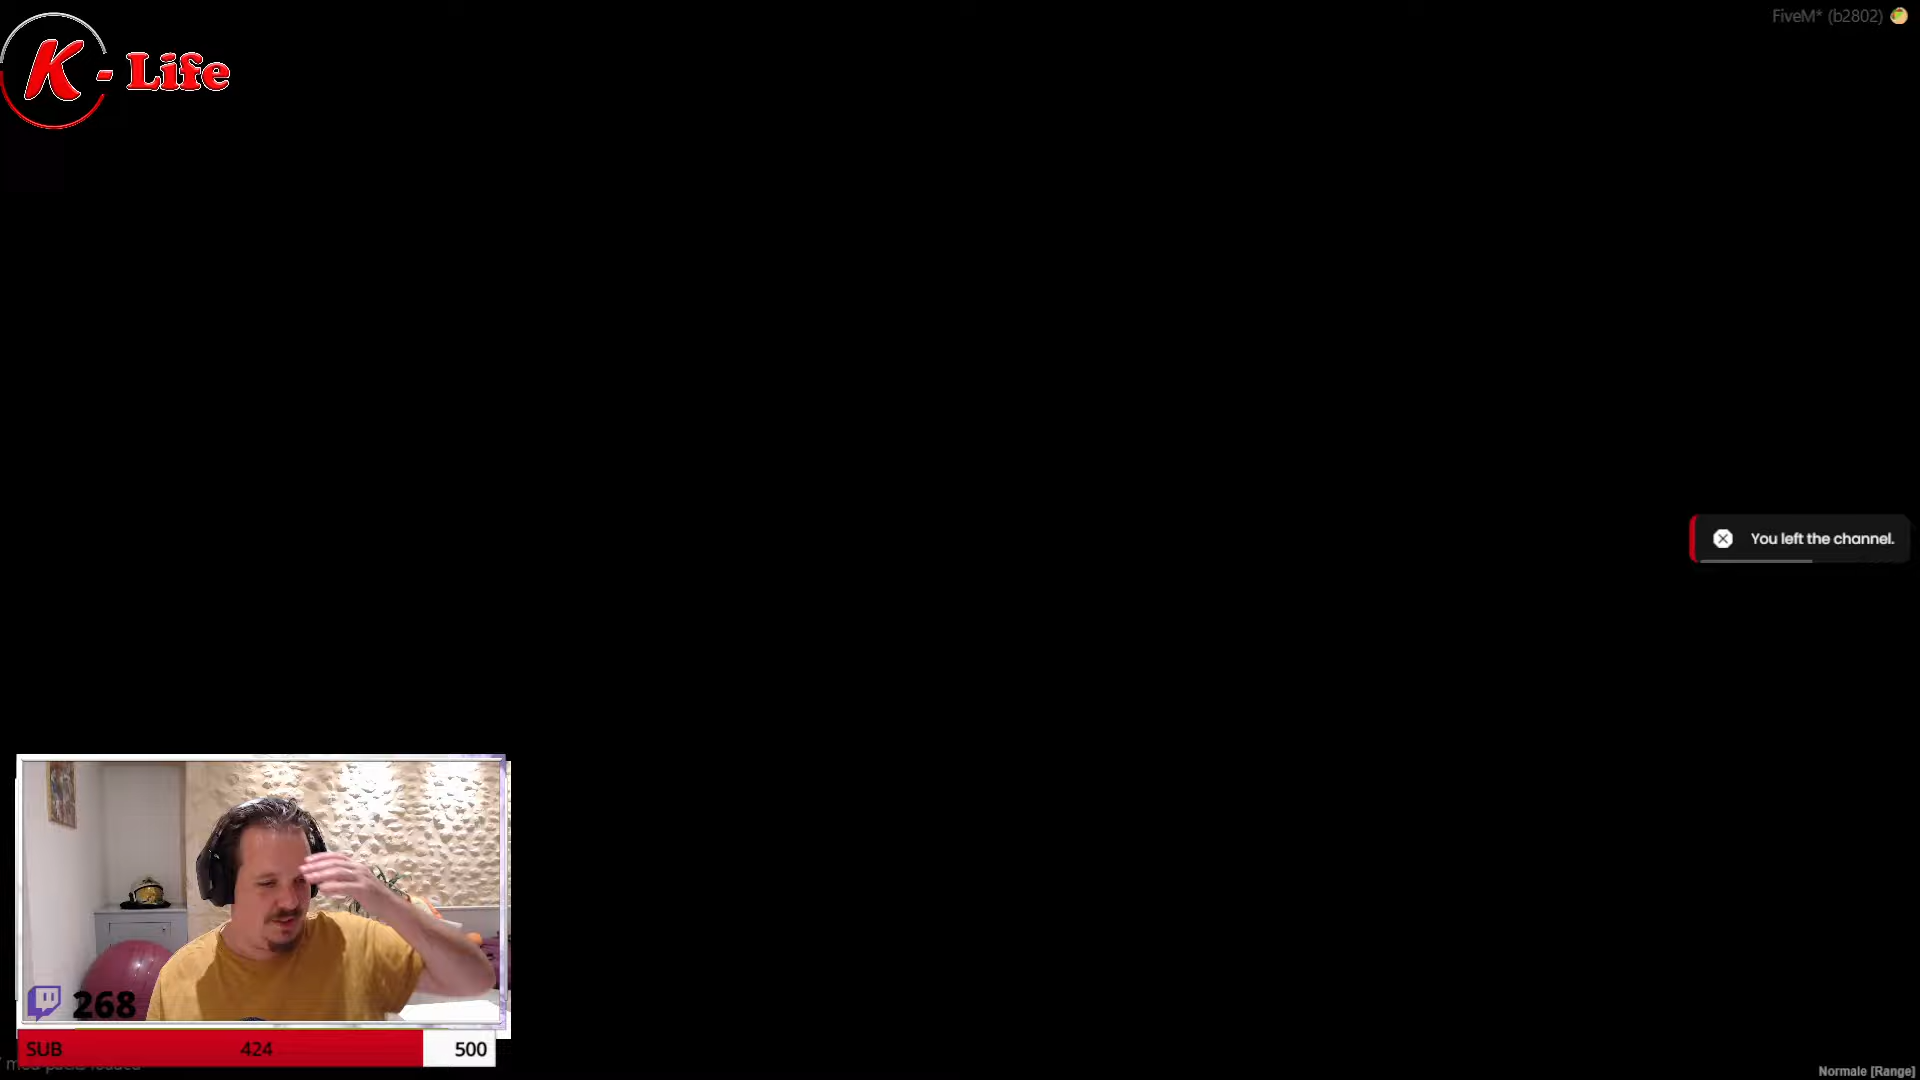 FiveM* (b2802)
K - Life
You left the channel.
268
SUB 424 500
Normale [Range]